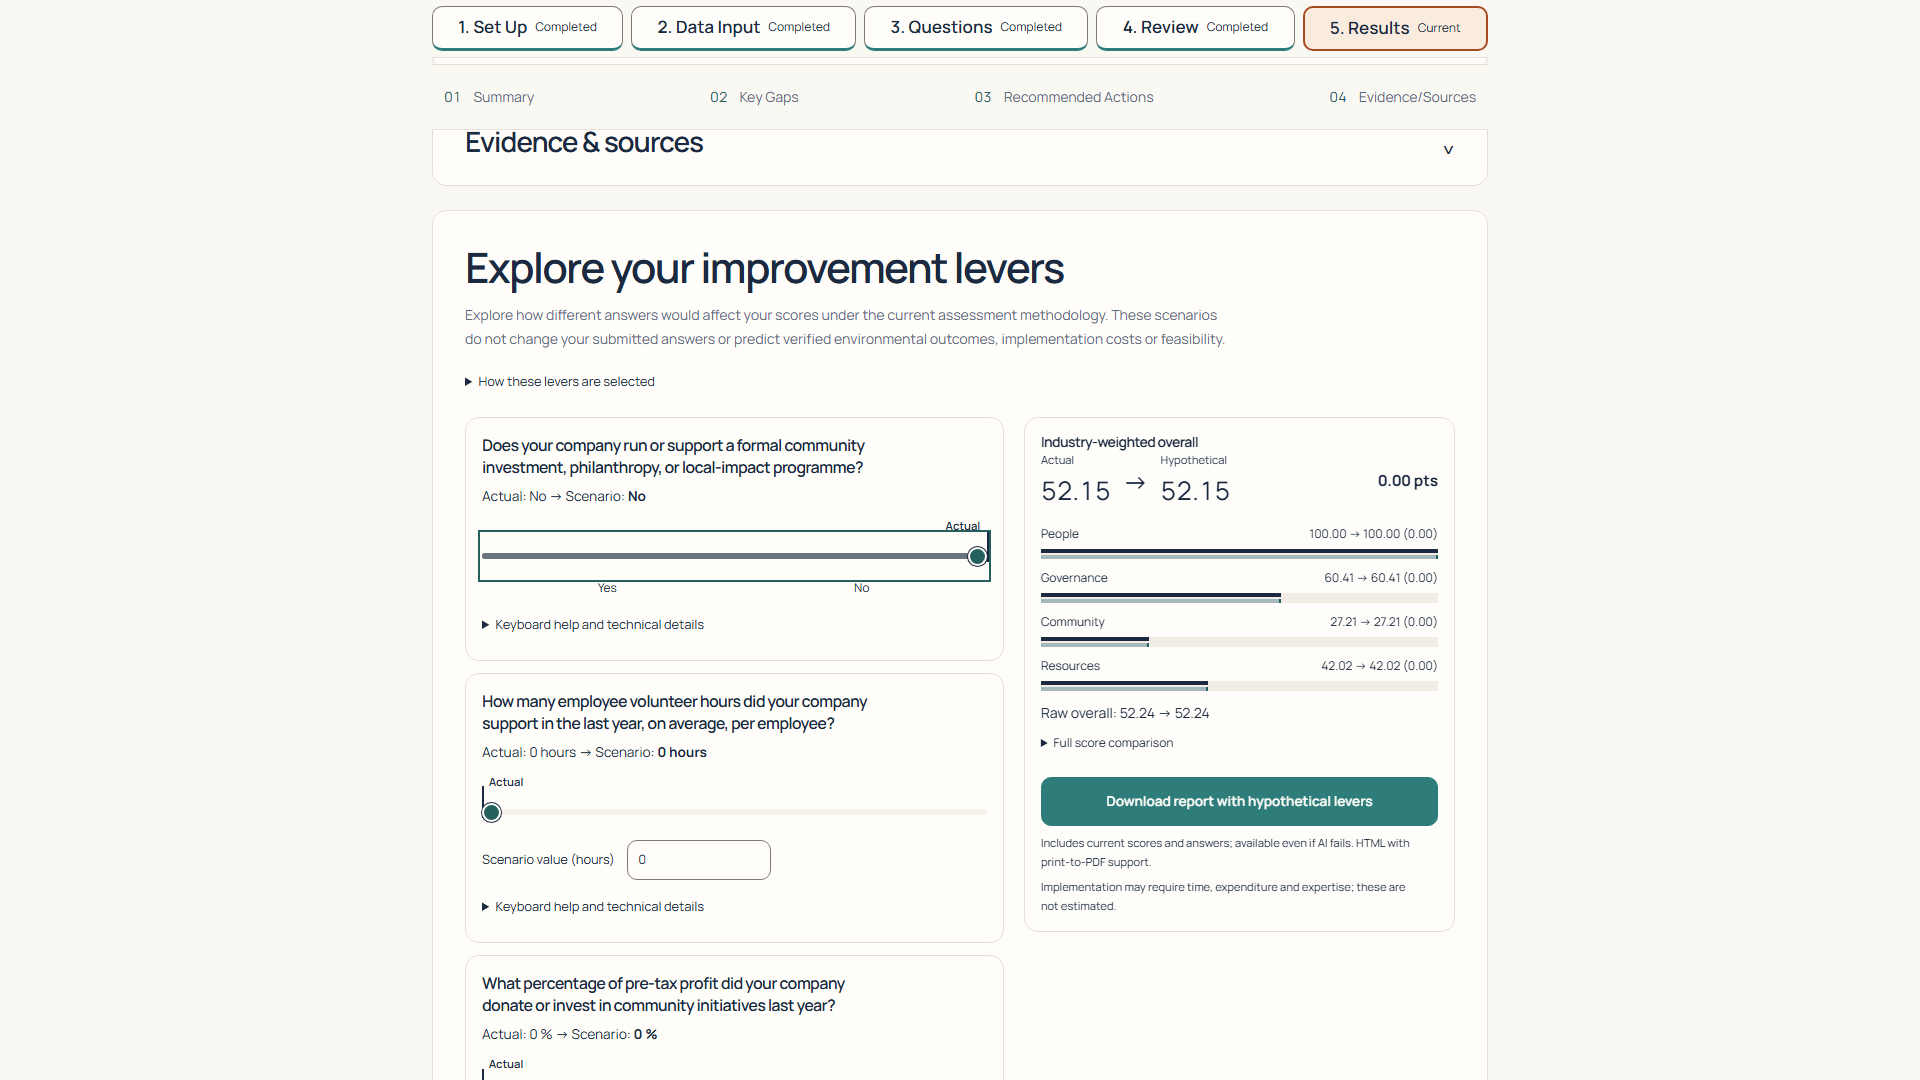 1. Set Up Completed
2. Data Input Completed
3. Questions Completed
4. Review Completed
5. Results Current
01 Summary
02 Key Gaps
03 Recommended Actions
04 Evidence/Sources
Evidence & sources
v
Explore your improvement levers
Explore how different answers would affect your scores under the current assessment methodology. These scenarios
do not change your submitted answers or predict verified environmental outcomes, implementation costs or feasibility.
▶ How these levers are selected
Does your company run or support a formal community
investment, philanthropy, or local-impact programme?
Actual: No → Scenario: No
Actual
Yes No
▶ Keyboard help and technical details
How many employee volunteer hours did your company
support in the last year, on average, per employee?
Actual: 0 hours → Scenario: 0 hours
Actual
Scenario value (hours) 0
▶ Keyboard help and technical details
What percentage of pre-tax profit did your company
donate or invest in community initiatives last year?
Actual: 0 % → Scenario: 0 %
Actual
Industry-weighted overall
Actual Hypothetical
52.15 → 52.15 0.00 pts
People 100.00 → 100.00 (0.00)
Governance 60.41 → 60.41 (0.00)
Community 27.21 → 27.21 (0.00)
Resources 42.02 → 42.02 (0.00)
Raw overall: 52.24 → 52.24
▶ Full score comparison
Download report with hypothetical levers
Includes current scores and answers; available even if AI fails. HTML with
print-to-PDF support.
Implementation may require time, expenditure and expertise; these are
not estimated.